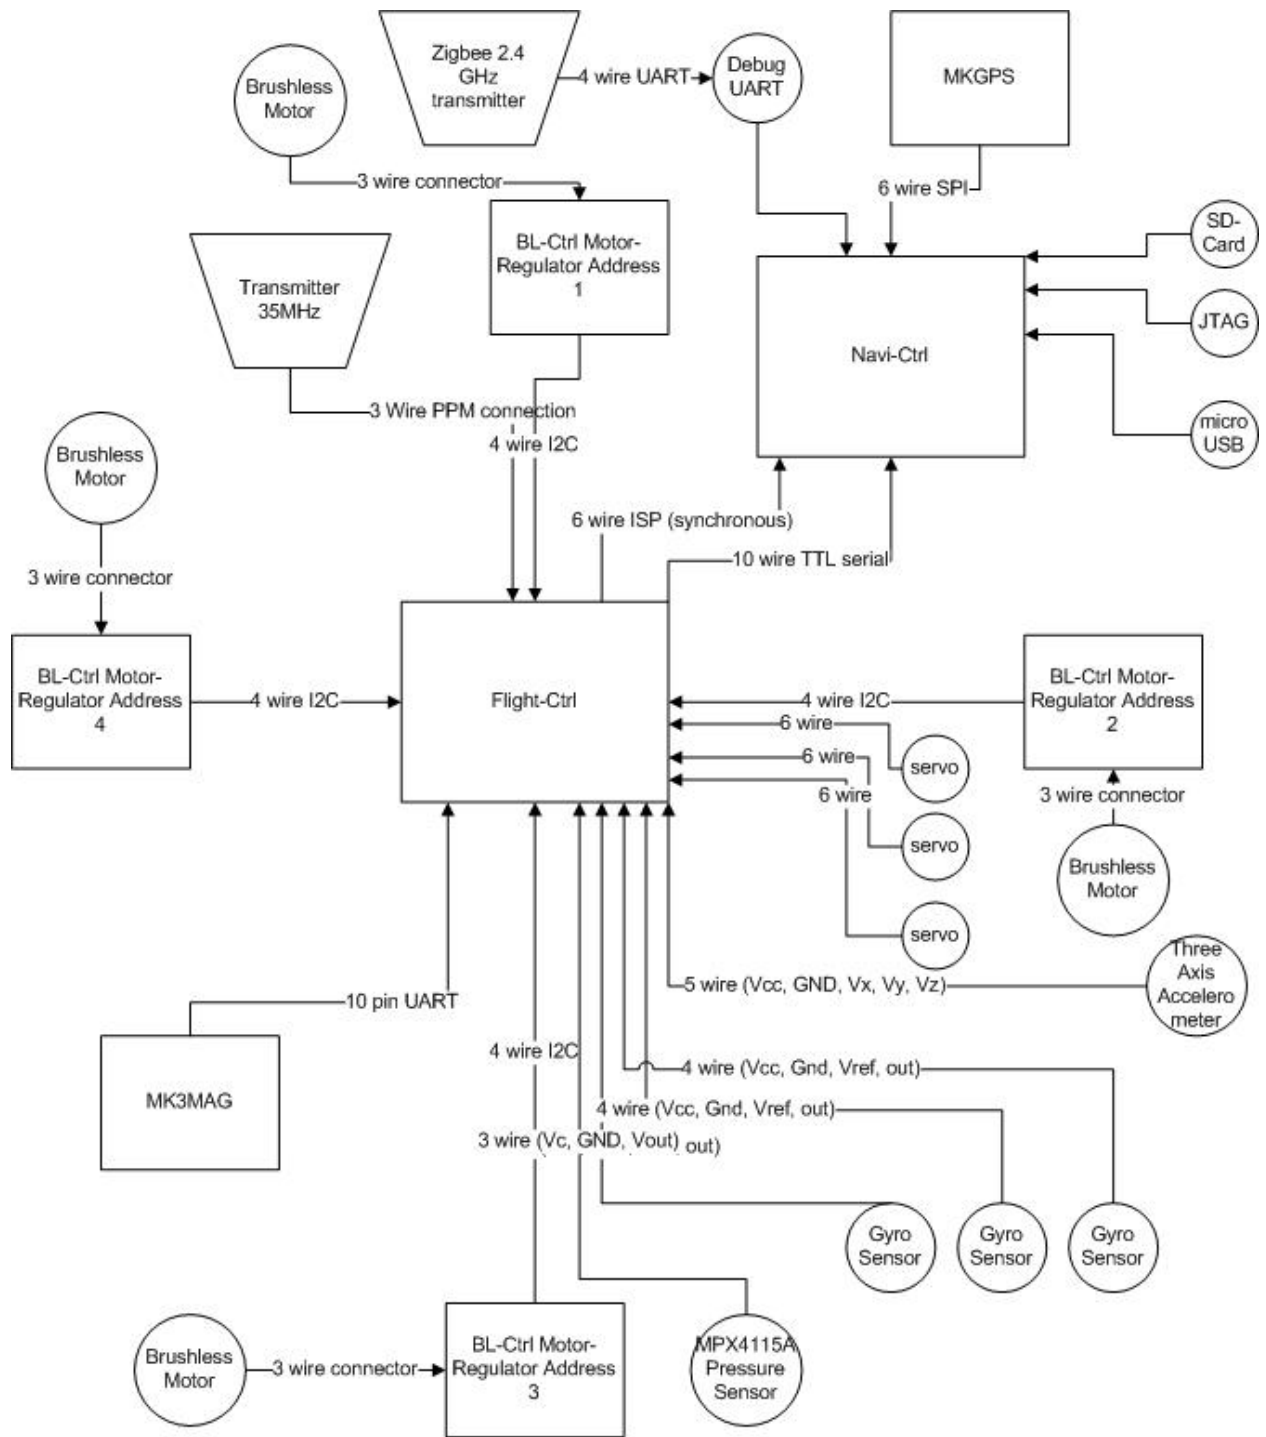 Zigbee 2.4
GHz
transmitter
4 wire UART
Debug
UART
MKGPS
Brushless
Motor
3 wire connector
6 wire SPI
BL-Ctrl Motor-
Regulator Address
1
SD-
Card
Transmitter
35MHz
JTAG
Navi-Ctrl
3 Wire PPM connection
4 wire I2C
micro
USB
Brushless
Motor
6 wire ISP (synchronous)
10 wire TTL serial
3 wire connector
BL-Ctrl Motor-
Regulator Address
4
4 wire I2C
Flight-Ctrl
4 wire I2C
BL-Ctrl Motor-
Regulator Address
2
6 wire
6 wire
6 wire
servo
servo
servo
3 wire connector
Brushless
Motor
Three
Axis
Accelero
meter
5 wire (Vcc, GND, Vx, Vy, Vz)
10 pin UART
MK3MAG
4 wire I2C
4 wire (Vcc, Gnd, Vref, out)
4 wire (Vcc, Gnd, Vref, out)
3 wire (Vc, GND, Vout)
out)
Gyro
Sensor
Gyro
Sensor
Gyro
Sensor
Brushless
Motor
3 wire connector
BL-Ctrl Motor-
Regulator Address
3
MPX4115A
Pressure
Sensor